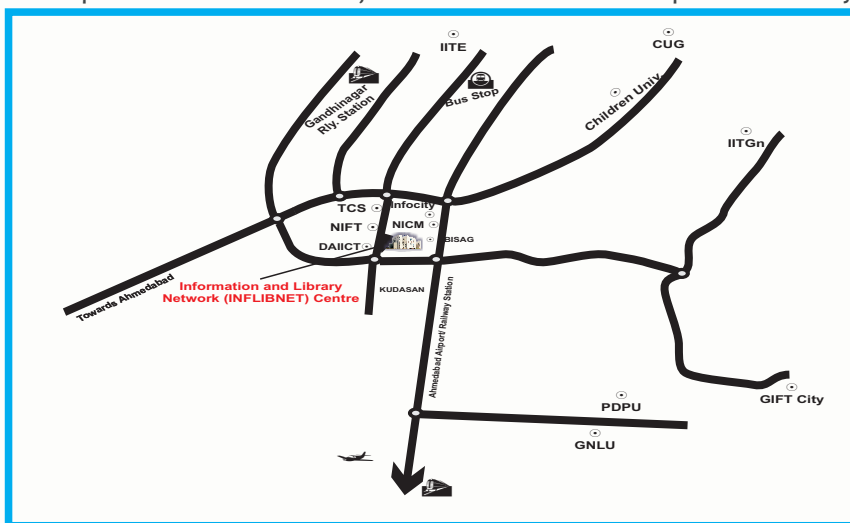 IITE
CUG
Gandhinagar
Rly. Station
Bus Stop
Children Univ.
IITGn
TCS
Infocity
NIFT
NICM
DAIICT
BISAG
Towards Ahmedabad
Information and Library
Network (INFLIBNET) Centre
KUDASAN
Ahmedabad Airport/ Railway Station
PDPU
GIFT City
GNLU